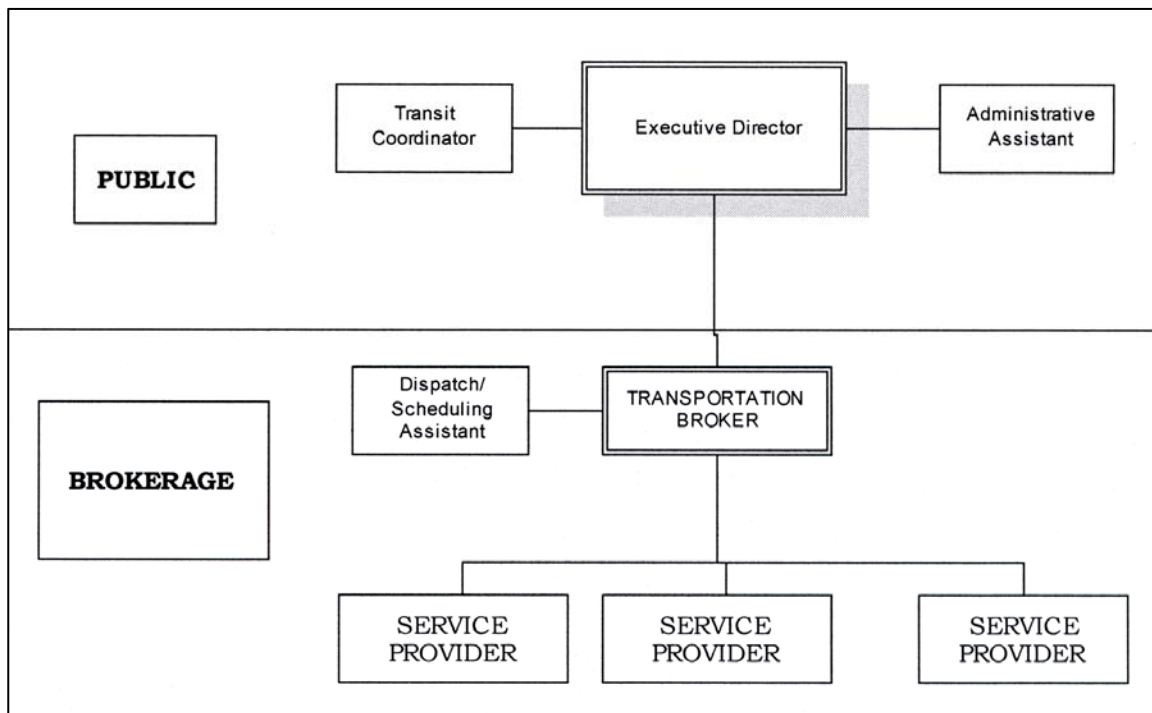 Transit
Coordinator
Executive Director
Administrative
Assistant
PUBLIC
Dispatch/
Scheduling
Assistant
TRANSPORTATION
BROKER
BROKERAGE
SERVICE
PROVIDER
SERVICE
PROVIDER
SERVICE
PROVIDER